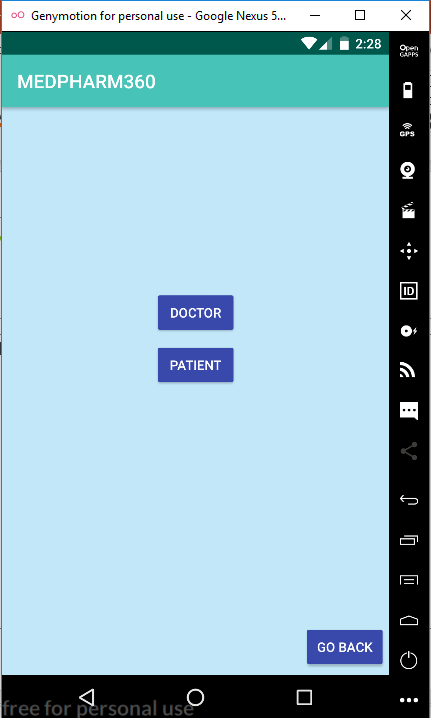 Genymotion for personal use - Google Nexus 5...
Open
GAPPS
2:28
MEDPHARM360
GPS
ID
DOCTOR
PATIENT
GO BACK
free for personal use